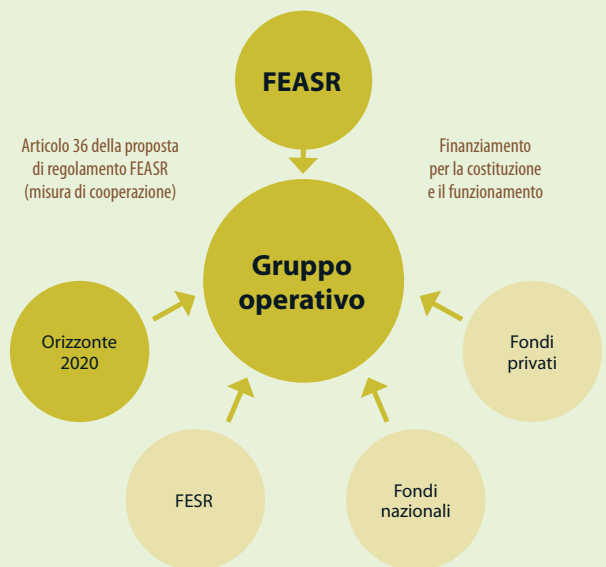 FEASR
Articolo 36 della proposta
di regolamento FEASR
(misura di cooperazione)
Finanziamento
per la costituzione
e il funzionamento
Gruppo
operativo
Orizzonte
2020
Fondi
privati
FESR
Fondi
nazionali